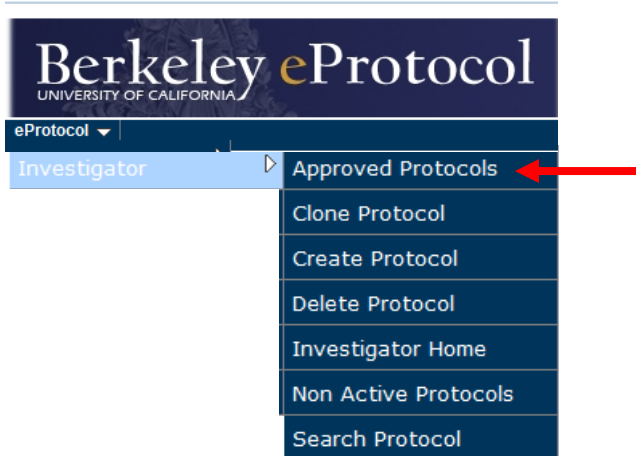 Berkeley eProtocol
UNIVERSITY OF CALIFORNIA
eProtocol
Investigator
Approved Protocols
Clone Protocol
Create Protocol
Delete Protocol
Investigator Home
Non Active Protocols
Search Protocol